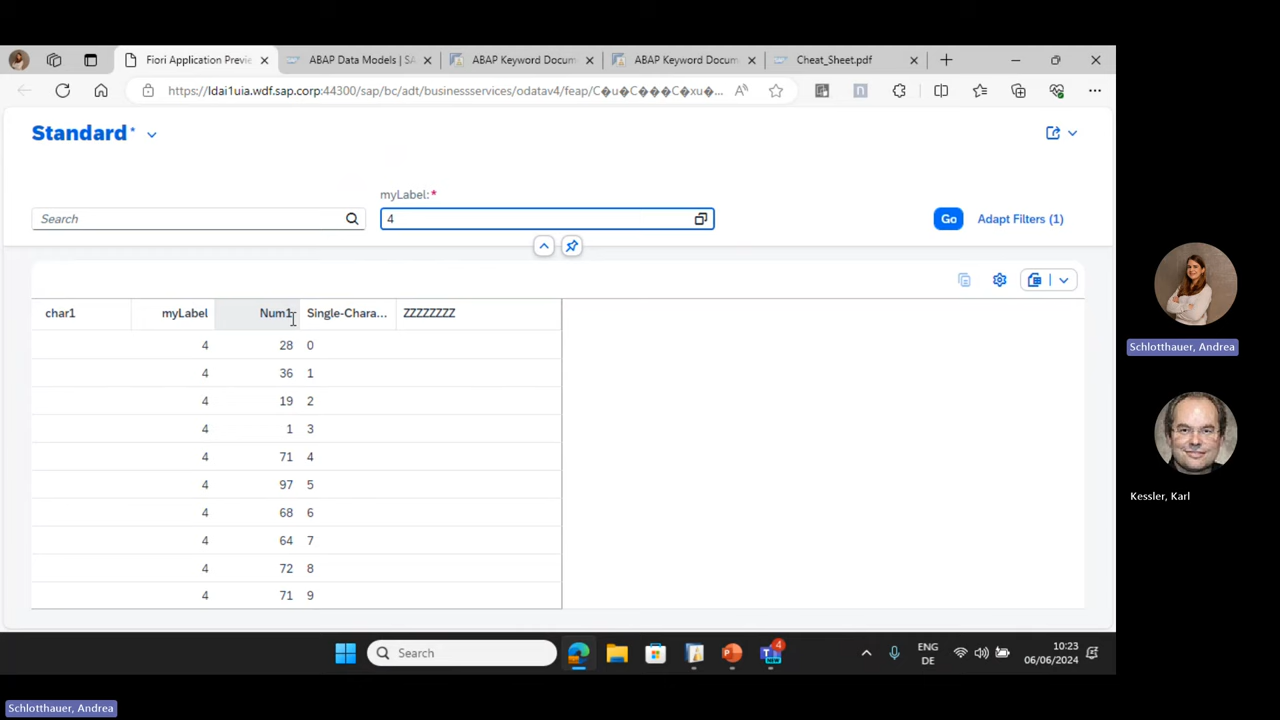 Fiori Application Previe
ABAP Data Models | SA
ABAP Keyword Docum
ABAP Keyword Docum
Cheat_Sheet.pdf
https://ldai1uia.wdf.sap.corp:44300/sap/bc/adt/businessservices/odatav4/feap/C�u�C���C�xu�...
Standard*
myLabel:*
Search
4
Go
Adapt Filters (1)
char1 myLabel Num1 Single-Chara... ZZZZZZZZ
4 28 0
4 36 1
4 19 2
4 1 3
4 71 4
4 97 5
4 68 6
4 64 7
4 72 8
4 71 9
Schlotthauer, Andrea
Kessler, Karl
Search
4
NEW
ENG
DE
10:23
06/06/2024
Schlotthauer, Andrea